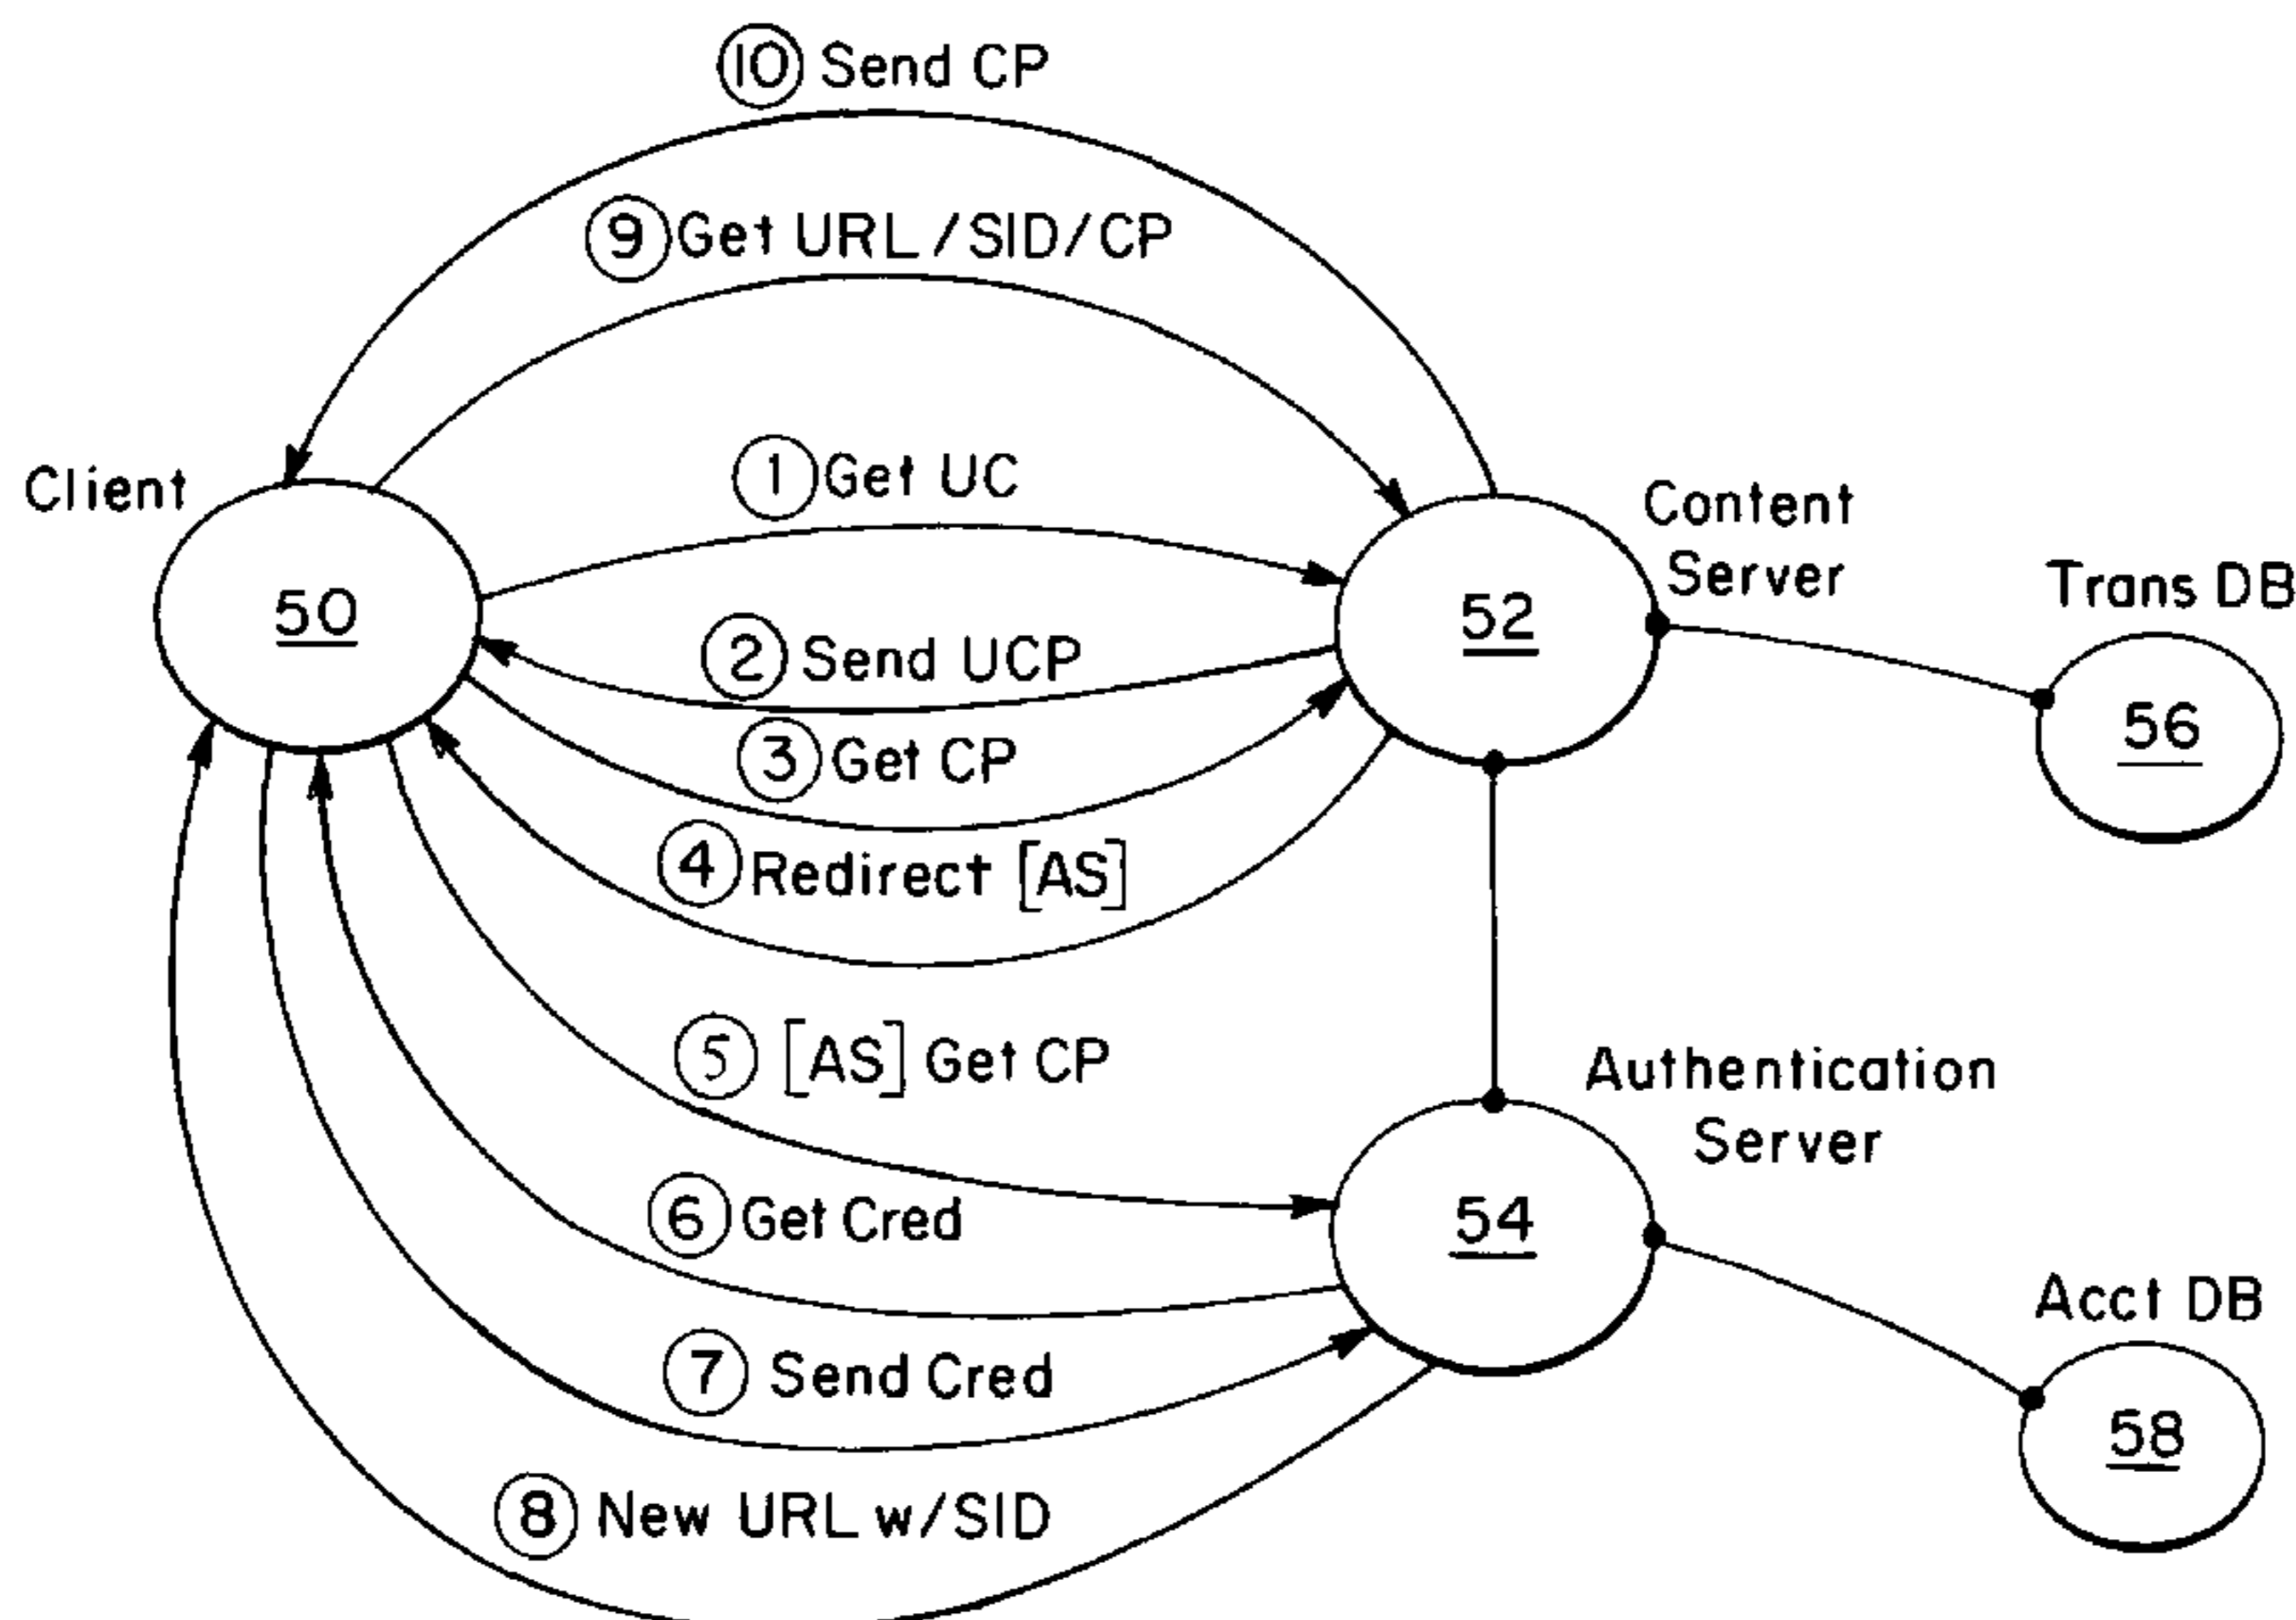 ⑩ Send CP
⑨ Get URL/SID/CP
① Get UC
Client
Content
Server
50
52
Trans DB
② Send UCP
56
③ Get CP
④ Redirect [AS]
⑤ [AS] Get CP
Authentication
Server
⑥ Get Cred
54
Acct DB
⑦ Send Cred
58
⑧ New URL w/SID